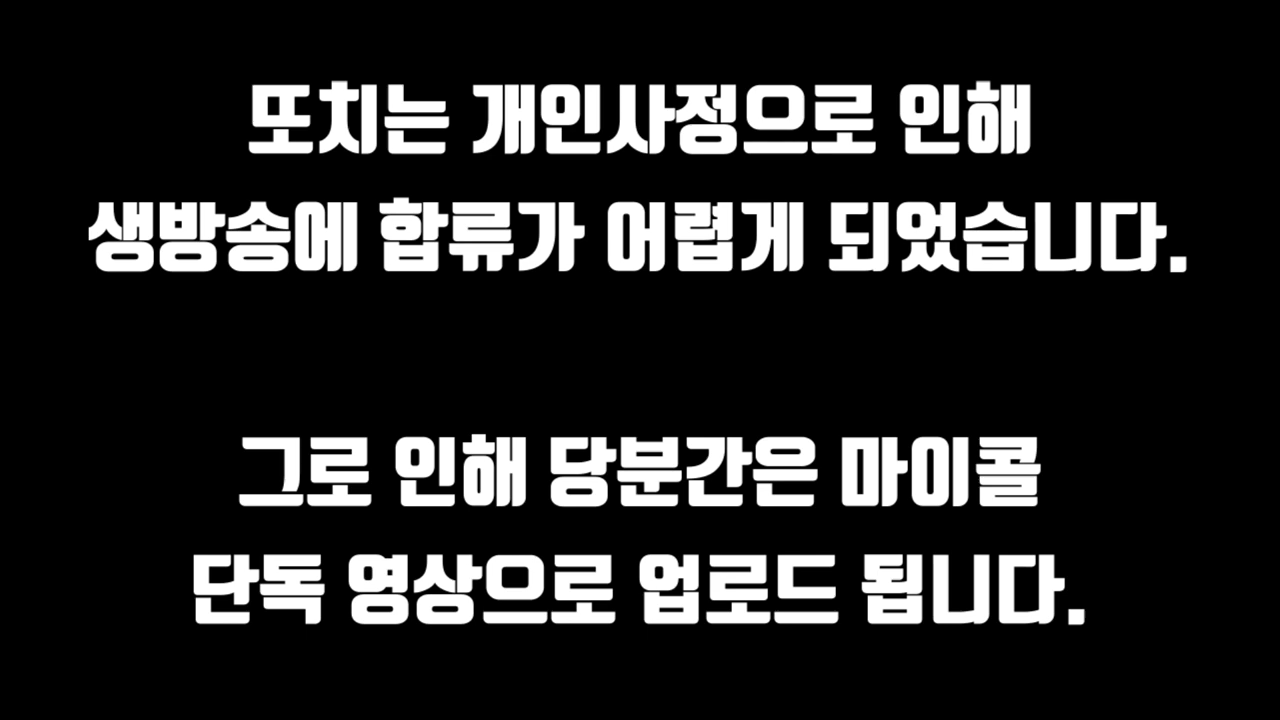 또치는 개인사정으로 인해
생방송에 합류가 어렵게 되었습니다.
그로 인해 당분간은 마이콜
단독 영상으로 업로드 됩니다.